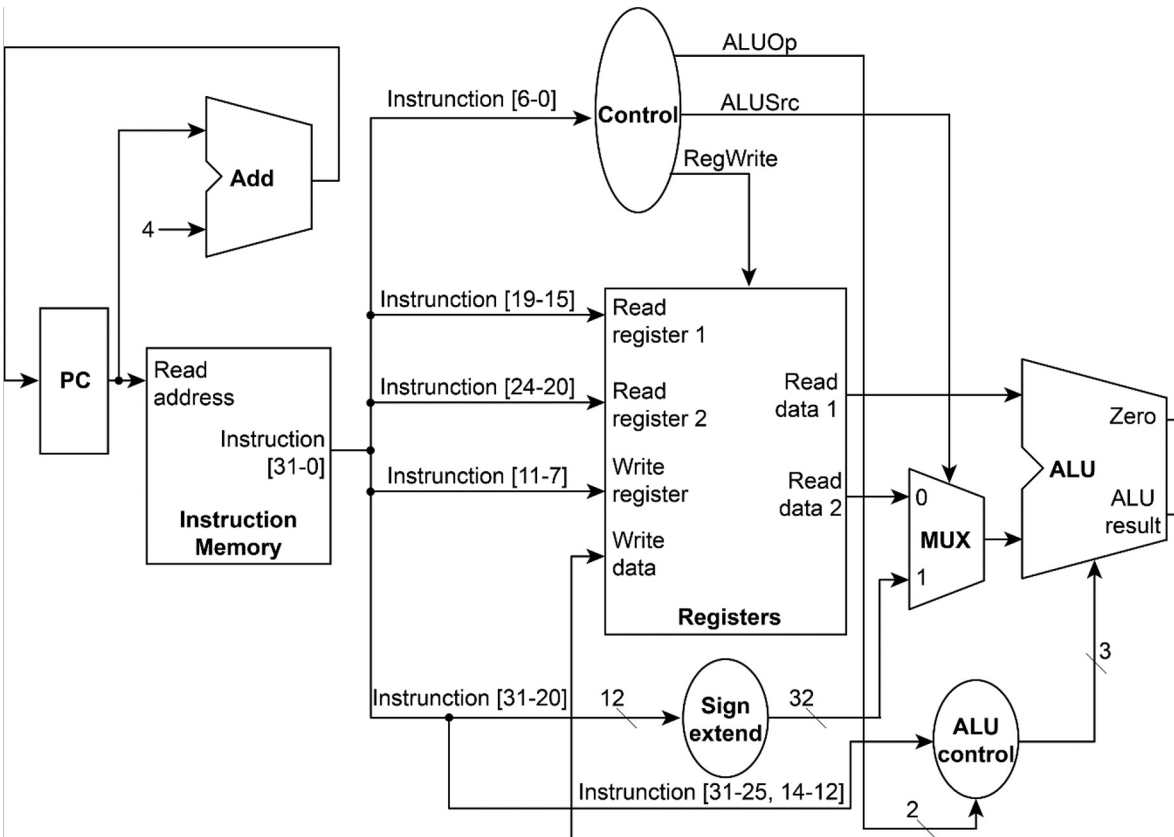 ALUOp
Instrunction [6-0]
ALUSrc
Control
RegWrite
Add
4
Instrunction [19-15]
Read
register 1
PC
Read
address
Instrunction [24-20]
Read
register 2
Read
data 1
Zero
Instruction
[31-0]
Instrunction [11-7]
Write
register
Read
data 2
0
ALU
ALU
result
Instruction
Memory
Write
data
MUX
1
Registers
3
Instrunction [31-20]
12
Sign
extend
32
ALU
control
Instrunction [31-25, 14-12]
2